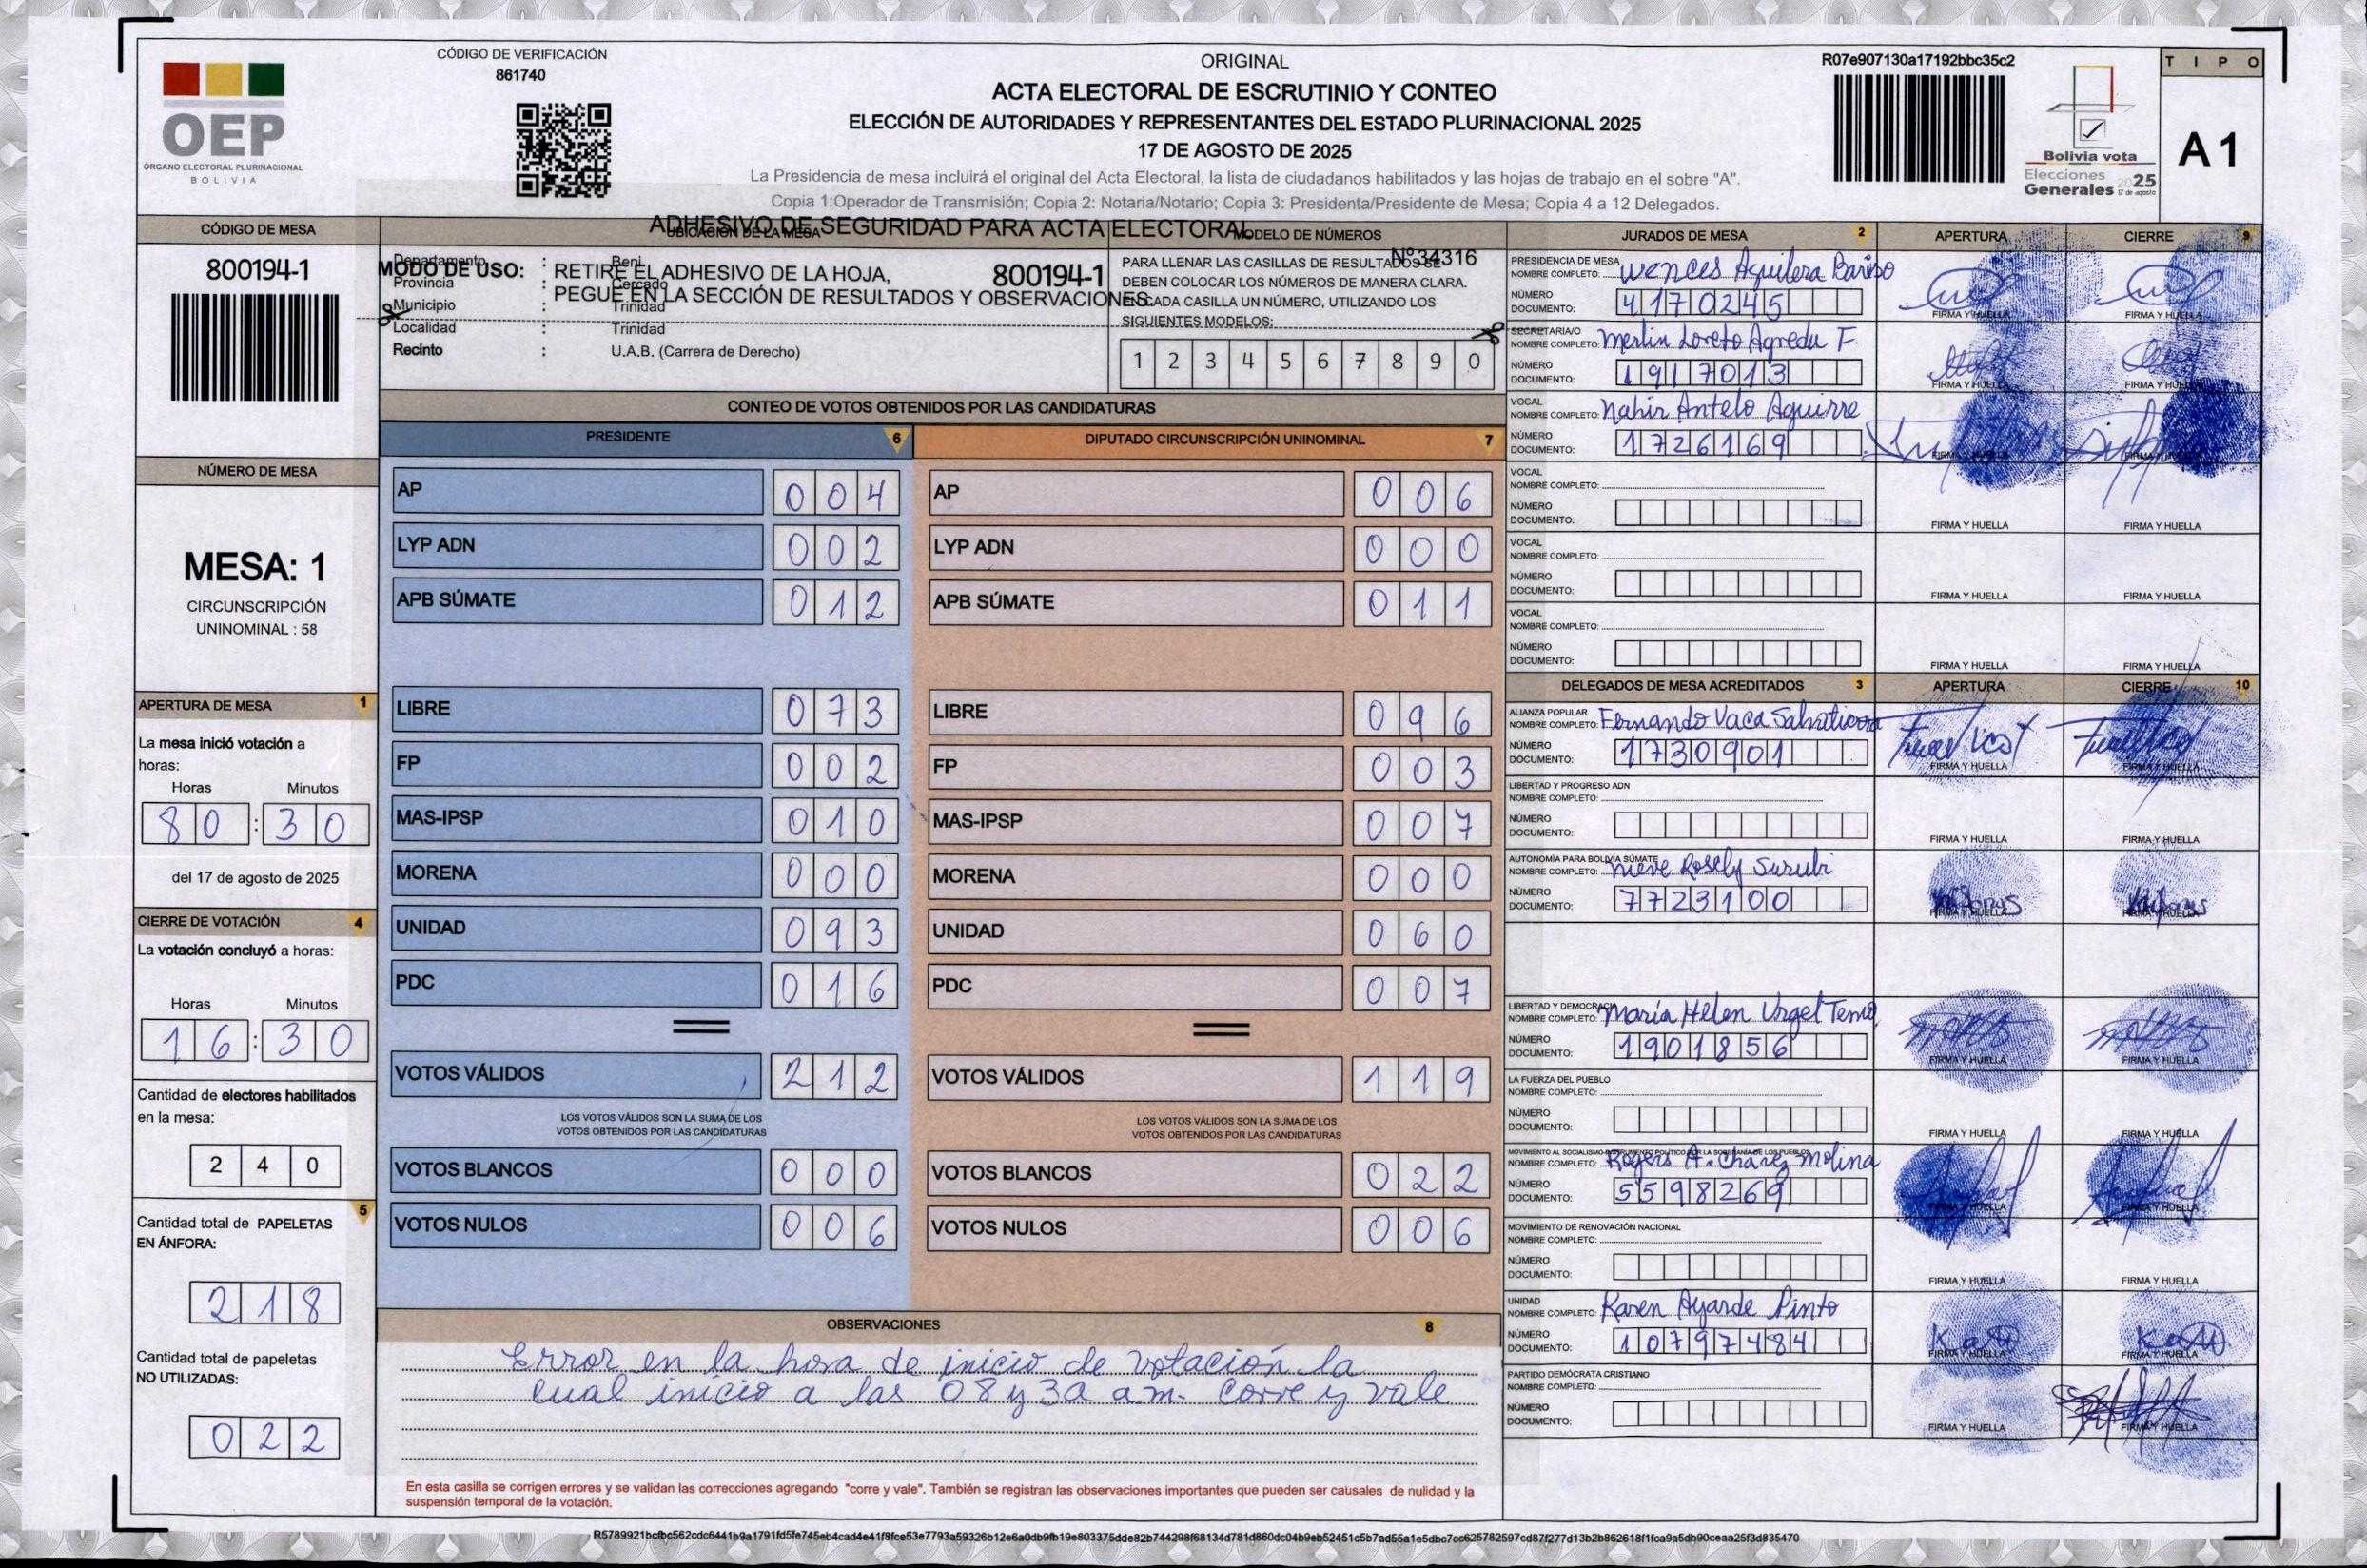 CÓDIGO DE VERIFICACIÓN
861740
OEP
ÓRGANO ELECTORAL PLURINACIONAL
BOLIVIA
ORIGINAL
ACTA ELECTORAL DE ESCRUTINIO Y CONTEO
ELECCIÓN DE AUTORIDADES Y REPRESENTANTES DEL ESTADO PLURINACIONAL 2025
17 DE AGOSTO DE 2025
La Presidencia de mesa incluirá el original del Acta Electoral, la lista de ciudadanos habilitados y las hojas de trabajo en el sobre "A".
Copia 1:Operador de Transmisión; Copia 2: Notaria/Notario; Copia 3: Presidenta/Presidente de Mesa; Copia 4 a 12 Delegados.
R07e907130a17192bbc35c2
Bolivia vota
Elecciones
Generales 2025
17 de agosto
TIPO
A1
CÓDIGO DE MESA
800194-1
NÚMERO DE MESA
MESA: 1
CIRCUNSCRIPCIÓN
UNINOMINAL : 58
APERTURA DE MESA 1
La mesa inició votación a
horas:
Horas Minutos
80 : 30
del 17 de agosto de 2025
CIERRE DE VOTACIÓN 4
La votación concluyó a horas:
Horas Minutos
16 : 30
Cantidad de electores habilitados
en la mesa:
240
5
Cantidad total de PAPELETAS
EN ÁNFORA:
218
Cantidad total de papeletas
NO UTILIZADAS:
022
UBICACIÓN DE LA MESA
ADHESIVO DE SEGURIDAD PARA ACTA ELECTORAL
Nº34316
MODO DE USO: RETIRE EL ADHESIVO DE LA HOJA, 800194-1
PEGUE EN LA SECCIÓN DE RESULTADOS Y OBSERVACIONES.
Departamento : Beni
Provincia : Cercado
Municipio : Trinidad
Localidad : Trinidad
Recinto : U.A.B. (Carrera de Derecho)
MODELO DE NÚMEROS
PARA LLENAR LAS CASILLAS DE RESULTADOS SE
DEBEN COLOCAR LOS NÚMEROS DE MANERA CLARA.
EN CADA CASILLA UN NÚMERO, UTILIZANDO LOS
SIGUIENTES MODELOS:
1 2 3 4 5 6 7 8 9 0
CONTEO DE VOTOS OBTENIDOS POR LAS CANDIDATURAS
PRESIDENTE 6
AP 004
LYP ADN 002
APB SÚMATE 012
LIBRE 073
FP 002
MAS-IPSP 010
MORENA 000
UNIDAD 093
PDC 016
VOTOS VÁLIDOS 212
LOS VOTOS VÁLIDOS SON LA SUMA DE LOS
VOTOS OBTENIDOS POR LAS CANDIDATURAS
VOTOS BLANCOS 000
VOTOS NULOS 006
DIPUTADO CIRCUNSCRIPCIÓN UNINOMINAL 7
AP 006
LYP ADN 000
APB SÚMATE 011
LIBRE 096
FP 003
MAS-IPSP 007
MORENA 000
UNIDAD 060
PDC 007
VOTOS VÁLIDOS 119
LOS VOTOS VÁLIDOS SON LA SUMA DE LOS
VOTOS OBTENIDOS POR LAS CANDIDATURAS
VOTOS BLANCOS 022
VOTOS NULOS 006
OBSERVACIONES 8
Error en la hora de inicio de votación la
cual inicio a las 08 y 30 a.m. corre y vale
En esta casilla se corrigen errores y se validan las correcciones agregando "corre y vale". También se registran las observaciones importantes que pueden ser causales de nulidad y la
suspensión temporal de la votación.
JURADOS DE MESA 2 APERTURA CIERRE 9
PRESIDENCIA DE MESA
NOMBRE COMPLETO: Wences Aguilera Bariso
NÚMERO
DOCUMENTO: 4170245
FIRMA Y HUELLA FIRMA Y HUELLA
SECRETARIA/O
NOMBRE COMPLETO: Merlin Loreto Agreda F.
NÚMERO
DOCUMENTO: 1917013
FIRMA Y HUELLA FIRMA Y HUELLA
VOCAL
NOMBRE COMPLETO: Nahir Antelo Aguirre
NÚMERO
DOCUMENTO: 1726169
FIRMA Y HUELLA FIRMA Y HUELLA
VOCAL
NOMBRE COMPLETO:
NÚMERO
DOCUMENTO:
FIRMA Y HUELLA FIRMA Y HUELLA
VOCAL
NOMBRE COMPLETO:
NÚMERO
DOCUMENTO:
FIRMA Y HUELLA FIRMA Y HUELLA
VOCAL
NOMBRE COMPLETO:
NÚMERO
DOCUMENTO:
FIRMA Y HUELLA FIRMA Y HUELLA
DELEGADOS DE MESA ACREDITADOS 3 APERTURA CIERRE 10
ALIANZA POPULAR
NOMBRE COMPLETO: Fernando Vaca Salvatierra
NÚMERO
DOCUMENTO: 1730901
FIRMA Y HUELLA FIRMA Y HUELLA
LIBERTAD Y PROGRESO ADN
NOMBRE COMPLETO:
NÚMERO
DOCUMENTO:
FIRMA Y HUELLA FIRMA Y HUELLA
AUTONOMÍA PARA BOLIVIA SÚMATE
NOMBRE COMPLETO: Nieve Rosely Surubi
NÚMERO
DOCUMENTO: 7723100
FIRMA Y HUELLA FIRMA Y HUELLA
LIBERTAD Y DEMOCRACIA
NOMBRE COMPLETO: María Helen Urgel Temo
NÚMERO
DOCUMENTO: 1901856
FIRMA Y HUELLA FIRMA Y HUELLA
LA FUERZA DEL PUEBLO
NOMBRE COMPLETO:
NÚMERO
DOCUMENTO:
FIRMA Y HUELLA FIRMA Y HUELLA
MOVIMIENTO AL SOCIALISMO-INSTRUMENTO POLÍTICO POR LA SOBERANÍA DE LOS PUEBLOS
NOMBRE COMPLETO: Rogers A. Chávez Molina
NÚMERO
DOCUMENTO: 5598269
FIRMA Y HUELLA FIRMA Y HUELLA
MOVIMIENTO DE RENOVACIÓN NACIONAL
NOMBRE COMPLETO:
NÚMERO
DOCUMENTO:
FIRMA Y HUELLA FIRMA Y HUELLA
UNIDAD
NOMBRE COMPLETO: Karen Ayarde Pinto
NÚMERO
DOCUMENTO: 10797484
FIRMA Y HUELLA FIRMA Y HUELLA
PARTIDO DEMÓCRATA CRISTIANO
NOMBRE COMPLETO:
NÚMERO
DOCUMENTO:
FIRMA Y HUELLA FIRMA Y HUELLA